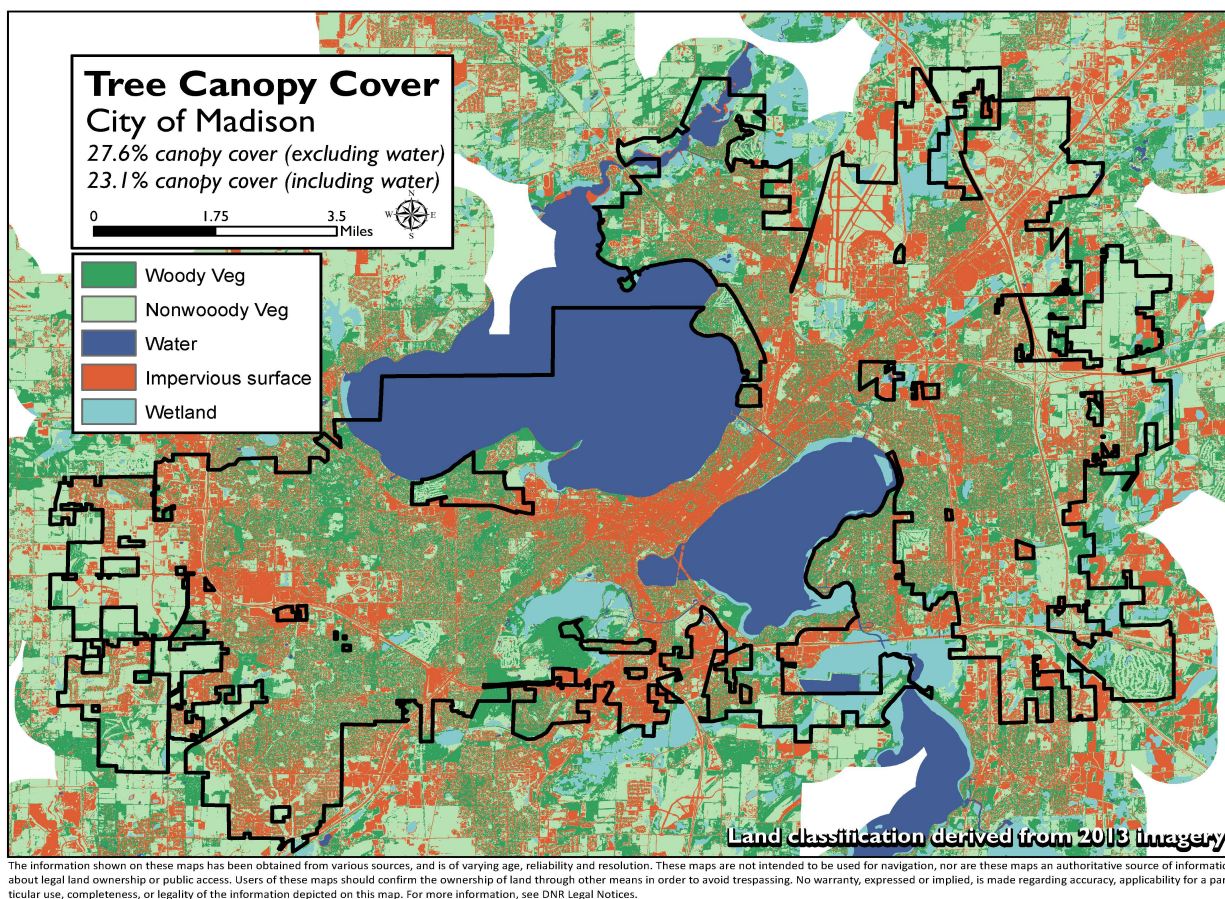 Tree Canopy Cover
City of Madison
27.6% canopy cover (excluding water)
23.1% canopy cover (including water)
N
W E
S
0 1.75 3.5
Miles
Woody Veg
Nonwooody Veg
Water
Impervious surface
Wetland
Land classification derived from 2013 imagery
The information shown on these maps has been obtained from various sources, and is of varying age, reliability and resolution. These maps are not intended to be used for navigation, nor are these maps an authoritative source of informatio
about legal land ownership or public access. Users of these maps should confirm the ownership of land through other means in order to avoid trespassing. No warranty, expressed or implied, is made regarding accuracy, applicability for a par-
ticular use, completeness, or legality of the information depicted on this map. For more information, see DNR Legal Notices.